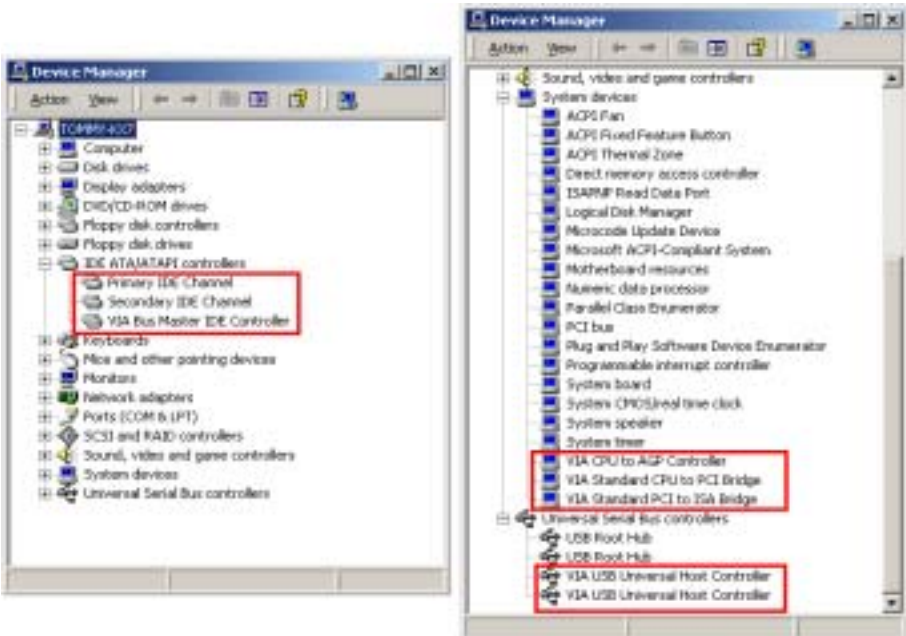 Device Manager
Action View
TOMMY-KX7
Computer
Disk drives
Display adapters
DVD/CD-ROM drives
Floppy disk controllers
Floppy disk drives
IDE ATA/ATAPI controllers
Primary IDE Channel
Secondary IDE Channel
VIA Bus Master IDE Controller
Keyboards
Mice and other pointing devices
Monitors
Network adapters
Ports (COM & LPT)
SCSI and RAID controllers
Sound, video and game controllers
System devices
Universal Serial Bus controllers
Device Manager
Action View
Sound, video and game controllers
System devices
ACPI Fan
ACPI Fixed Feature Button
ACPI Thermal Zone
Direct memory access controller
ISAPNP Read Data Port
Logical Disk Manager
Microcode Update Device
Microsoft ACPI-Compliant System
Motherboard resources
Numeric data processor
Parallel Class Enumerator
PCI bus
Plug and Play Software Device Enumerator
Programmable interrupt controller
System board
System CMOS/real time clock
System speaker
System timer
VIA CPU to AGP Controller
VIA Standard CPU to PCI Bridge
VIA Standard PCI to ISA Bridge
Universal Serial Bus controllers
USB Root Hub
USB Root Hub
VIA USB Universal Host Controller
VIA USB Universal Host Controller